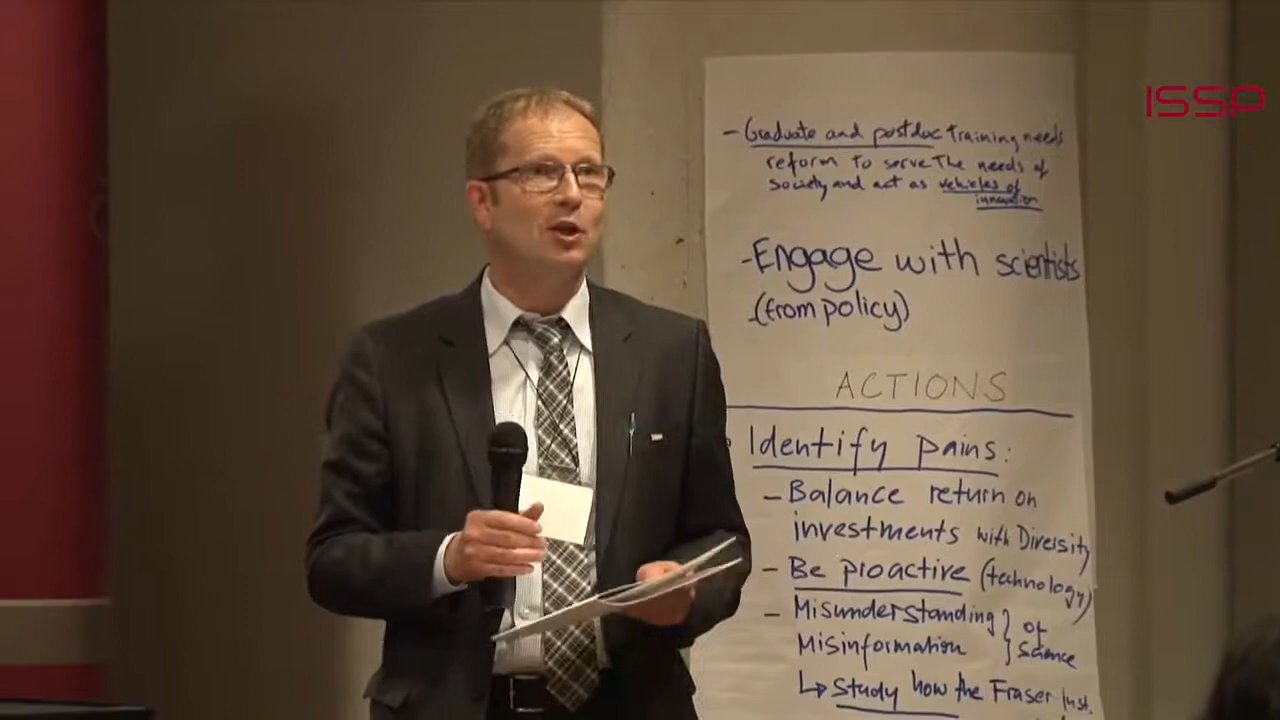 ISSP
- Graduate and postdoc training needs
reform to serve the needs of
society and act as vehicles of
innovation
- Engage with scientists
(from policy)
ACTIONS
• Identify pains:
- Balance return on
investments with Diversity
- Be proactive (technology)
- Misunderstanding } of
Misinformation } Science
↳ Study how the Fraser Inst.